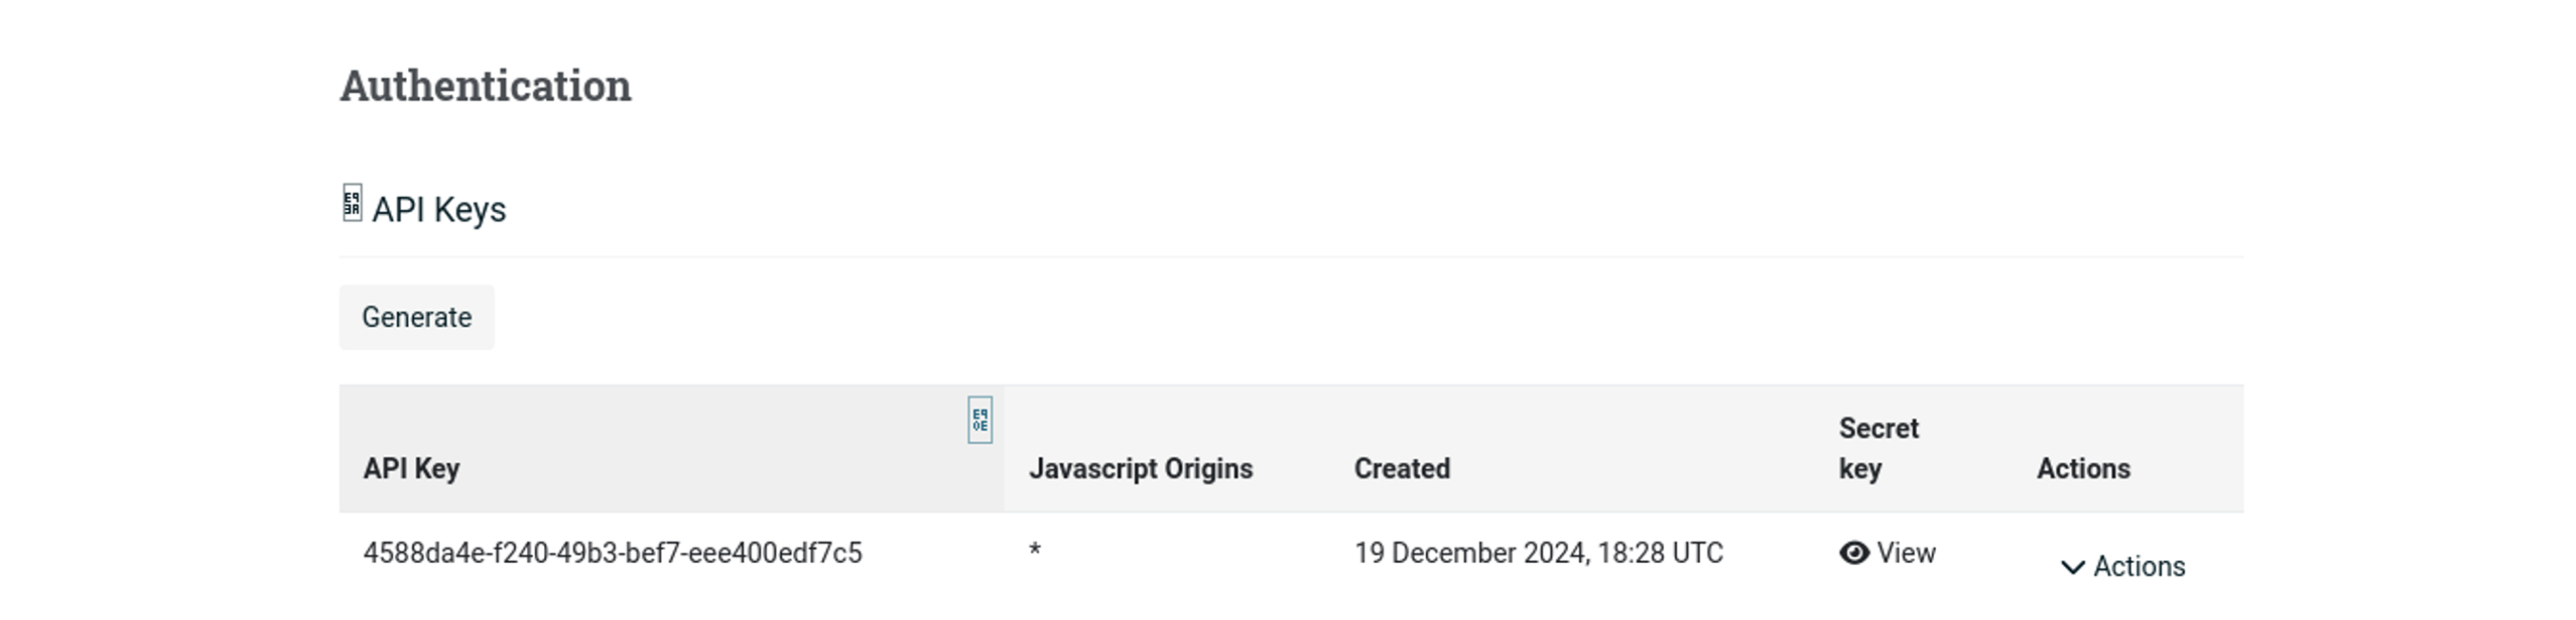 Authentication
API Keys
Generate
API Key Javascript Origins Created Secret key Actions
4588da4e-f240-49b3-bef7-eee400edf7c5 * 19 December 2024, 18:28 UTC View Actions